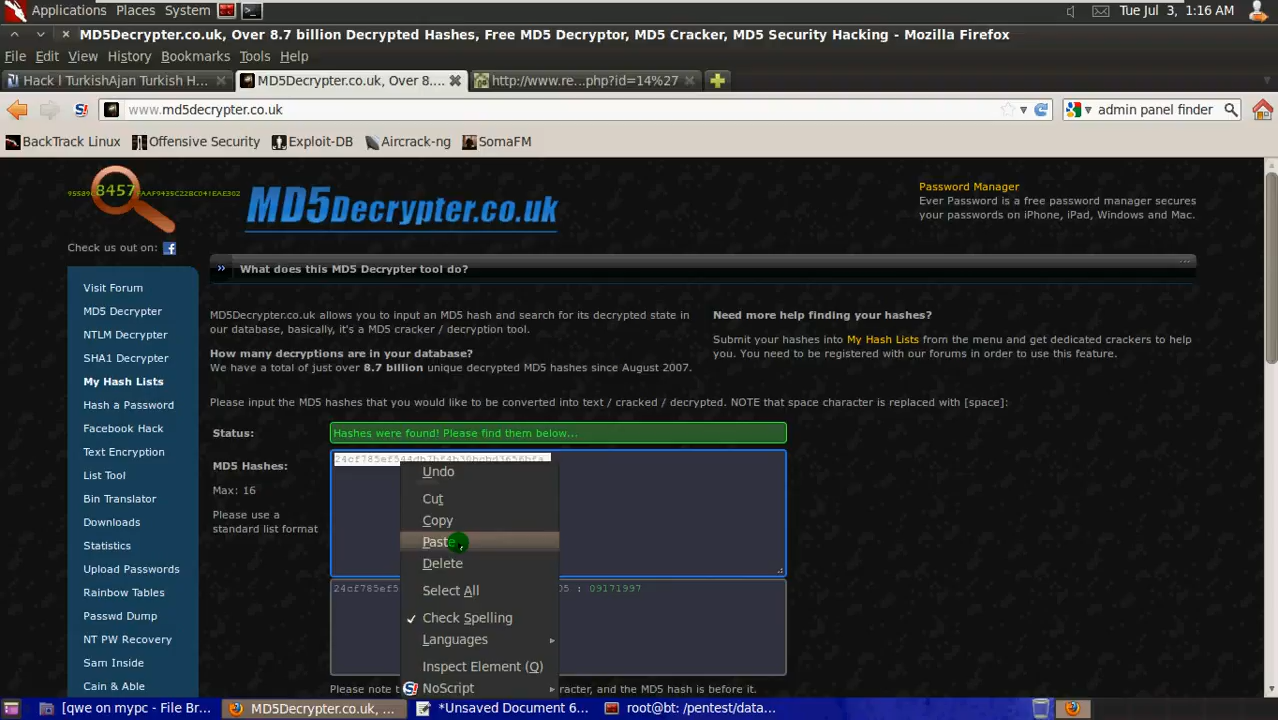 Applications Places System Tue Jul 3, 1:16 AM
MD5Decrypter.co.uk, Over 8.7 billion Decrypted Hashes, Free MD5 Decryptor, MD5 Cracker, MD5 Security Hacking - Mozilla Firefox
File Edit View History Bookmarks Tools Help
Hack l TurkishAjan Turkish H... MD5Decrypter.co.uk, Over 8.... http://www.re...php?id=14%27
www.md5decrypter.co.uk admin panel finder
BackTrack Linux Offensive Security Exploit-DB Aircrack-ng SomaFM
8457
MD5Decrypter.co.uk
Password Manager
Ever Password is a free password manager secures
your passwords on iPhone, iPad, Windows and Mac.
Check us out on:
What does this MD5 Decrypter tool do?
Visit Forum
MD5 Decrypter
NTLM Decrypter
SHA1 Decrypter
My Hash Lists
Hash a Password
Facebook Hack
Text Encryption
List Tool
Bin Translator
Downloads
Statistics
Upload Passwords
Rainbow Tables
Passwd Dump
NT PW Recovery
Sam Inside
Cain & Able
MD5Decrypter.co.uk allows you to input an MD5 hash and search for its decrypted state in
our database, basically, it's a MD5 cracker / decryption tool.
How many decryptions are in your database?
We have a total of just over 8.7 billion unique decrypted MD5 hashes since August 2007.
Need more help finding your hashes?
Submit your hashes into My Hash Lists from the menu and get dedicated crackers to help
you. You need to be registered with our forums in order to use this feature.
Please input the MD5 hashes that you would like to be converted into text / cracked / decrypted. NOTE that space character is replaced with [space]:
Status: Hashes were found! Please find them below...
MD5 Hashes:
Max: 16
Please use a
standard list format
Undo
Cut
Copy
Paste
Delete
Select All
Check Spelling
Languages
Inspect Element (Q)
NoScript
24cf785ef5 05 : 09171997
Please note t racter, and the MD5 hash is before it.
[qwe on mypc - File Br... MD5Decrypter.co.uk, ... *Unsaved Document 6... root@bt: /pentest/data...